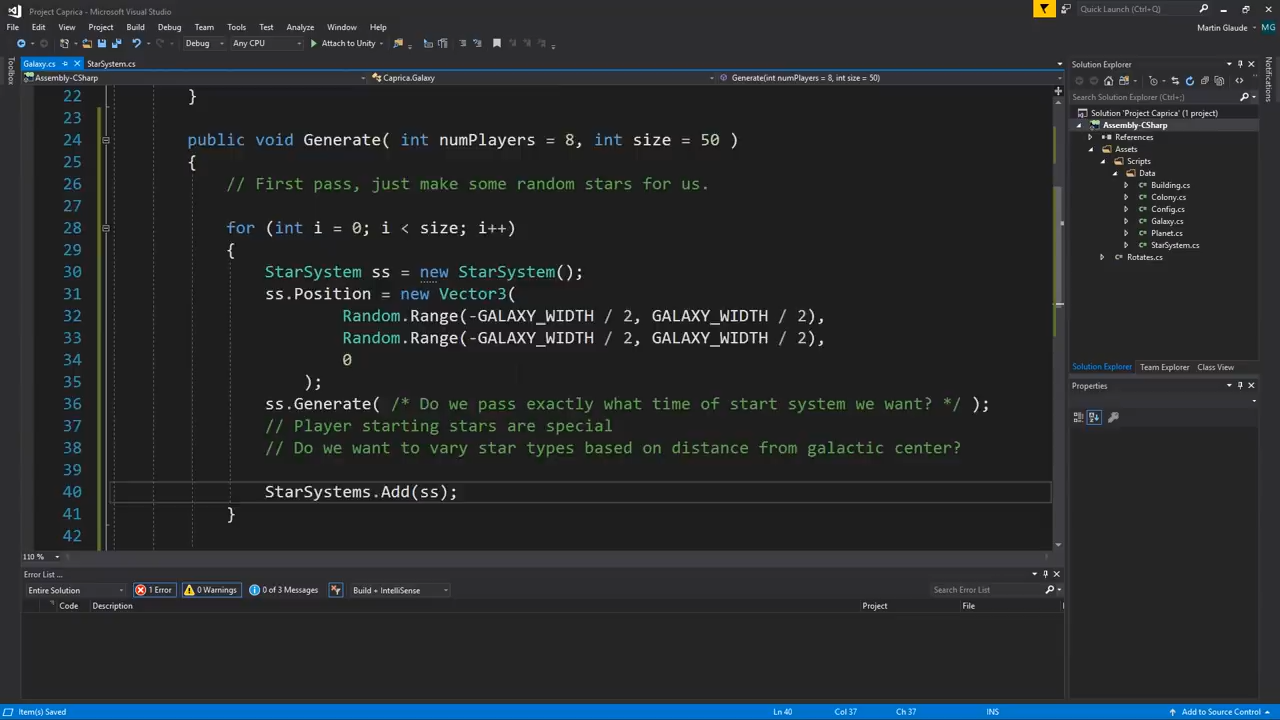 Project Caprica - Microsoft Visual Studio
Quick Launch (Ctrl+Q)
File Edit View Project Build Debug Team Tools Test Analyze Window Help
Martin Glaude MG
Debug Any CPU Attach to Unity
Toolbox
Galaxy.cs StarSystem.cs
Assembly-CSharp Caprica.Galaxy Generate(int numPlayers = 8, int size = 50)
22 }
23
24 public void Generate( int numPlayers = 8, int size = 50 )
25 {
26 // First pass, just make some random stars for us.
27
28 for (int i = 0; i < size; i++)
29 {
30 StarSystem ss = new StarSystem();
31 ss.Position = new Vector3(
32 Random.Range(-GALAXY_WIDTH / 2, GALAXY_WIDTH / 2),
33 Random.Range(-GALAXY_WIDTH / 2, GALAXY_WIDTH / 2),
34 0
35 );
36 ss.Generate( /* Do we pass exactly what time of start system we want? */ );
37 // Player starting stars are special
38 // Do we want to vary star types based on distance from galactic center?
39
40 StarSystems.Add(ss);
41 }
42
110 %
Error List ...
Entire Solution 1 Error 0 Warnings 0 of 3 Messages Build + IntelliSense Search Error List
Code Description Project File
Solution Explorer
Search Solution Explorer (Ctrl+;)
Solution 'Project Caprica' (1 project)
Assembly-CSharp
References
Assets
Scripts
Data
Building.cs
Colony.cs
Config.cs
Galaxy.cs
Planet.cs
StarSystem.cs
Rotates.cs
Solution Explorer Team Explorer Class View
Properties
Notifications
Item(s) Saved Ln 40 Col 37 Ch 37 INS Add to Source Control